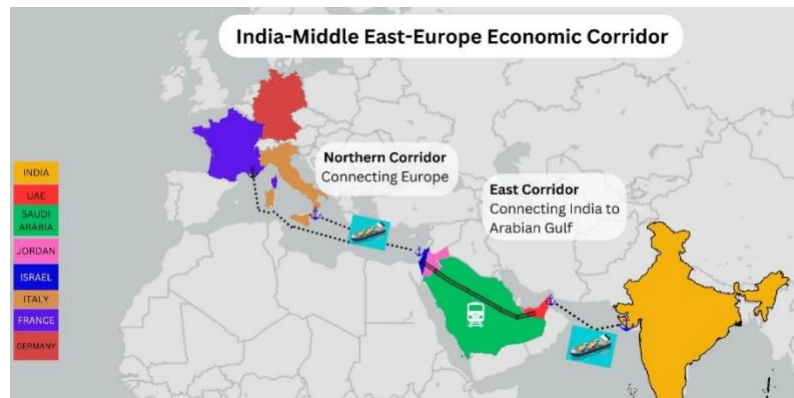 India-Middle East-Europe Economic Corridor
Northern Corridor
Connecting Europe
East Corridor
Connecting India to
Arabian Gulf
INDIA
UAE
SAUDI
ARABIA
JORDAN
ISRAEL
ITALY
FRANCE
GERMANY